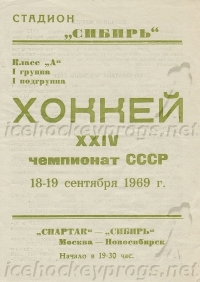 СТАДИОН
„СИБИРЬ“
Класс „А“
I группа
I подгруппа
ХОККЕЙ
XXIV
чемпионат СССР
18-19 сентября 1969 г.
„СПАРТАК“ — „СИБИРЬ“
Москва — Новосибирск
Начало в 19-30 час.
icehockeyprogs.net
icehockeyprogs.net
icehockeyprogs.net